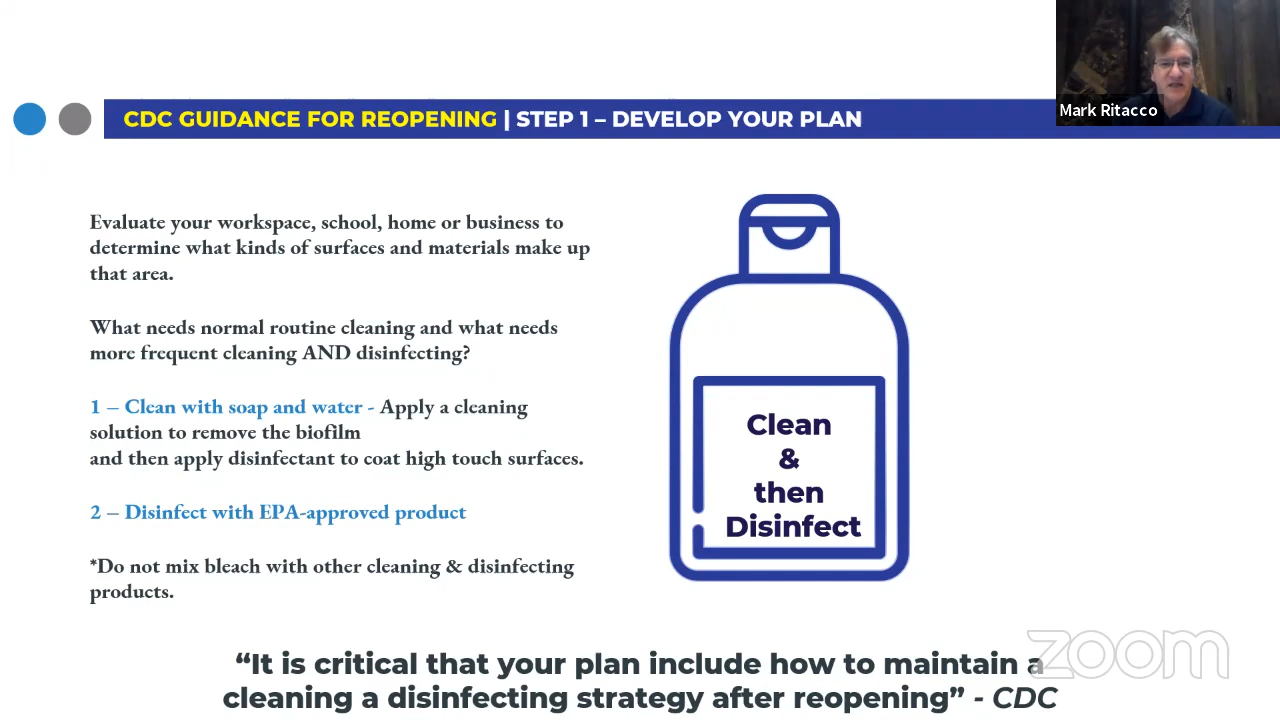 Mark Ritacco
CDC GUIDANCE FOR REOPENING | STEP 1 – DEVELOP YOUR PLAN
Evaluate your workspace, school, home or business to
determine what kinds of surfaces and materials make up
that area.
What needs normal routine cleaning and what needs
more frequent cleaning AND disinfecting?
1 – Clean with soap and water - Apply a cleaning
solution to remove the biofilm
and then apply disinfectant to coat high touch surfaces.
2 – Disinfect with EPA-approved product
*Do not mix bleach with other cleaning & disinfecting
products.
Clean
&
then
Disinfect
“It is critical that your plan include how to maintain a
cleaning a disinfecting strategy after reopening” - CDC
zoom